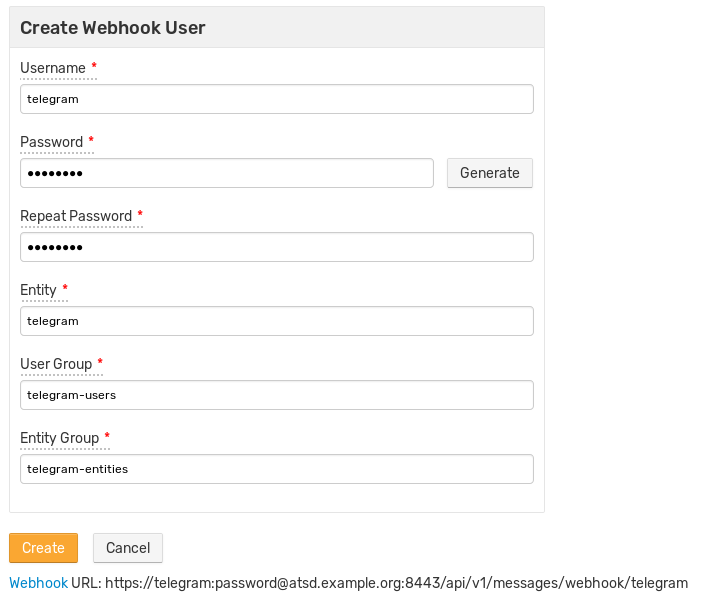 Create Webhook User
Username *
telegram
Password *
••••••••
Generate
Repeat Password *
••••••••
Entity *
telegram
User Group *
telegram-users
Entity Group *
telegram-entities
Create
Cancel
Webhook URL: https://telegram:password@atsd.example.org:8443/api/v1/messages/webhook/telegram